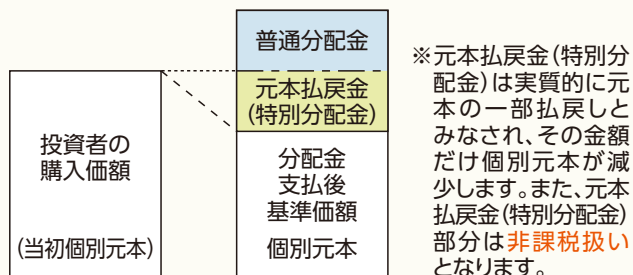 投資者の
購入価額
(当初個別元本)
普通分配金
元本払戻金
(特別分配金)
分配金
支払後
基準価額
個別元本
※元本払戻金(特別分
配金)は実質的に元
本の一部払戻しと
みなされ、その金額
だけ個別元本が減
少します。また、元本
払戻金(特別分配金)
部分は非課税扱い
となります。